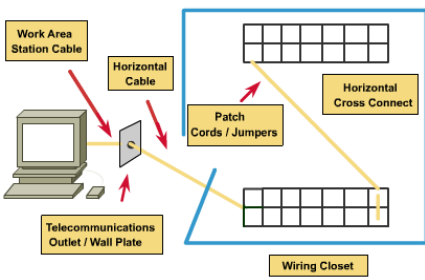 Work Area
Station Cable
Horizontal
Cable
Patch
Cords / Jumpers
Horizontal
Cross Connect
Telecommunications
Outlet / Wall Plate
Wiring Closet